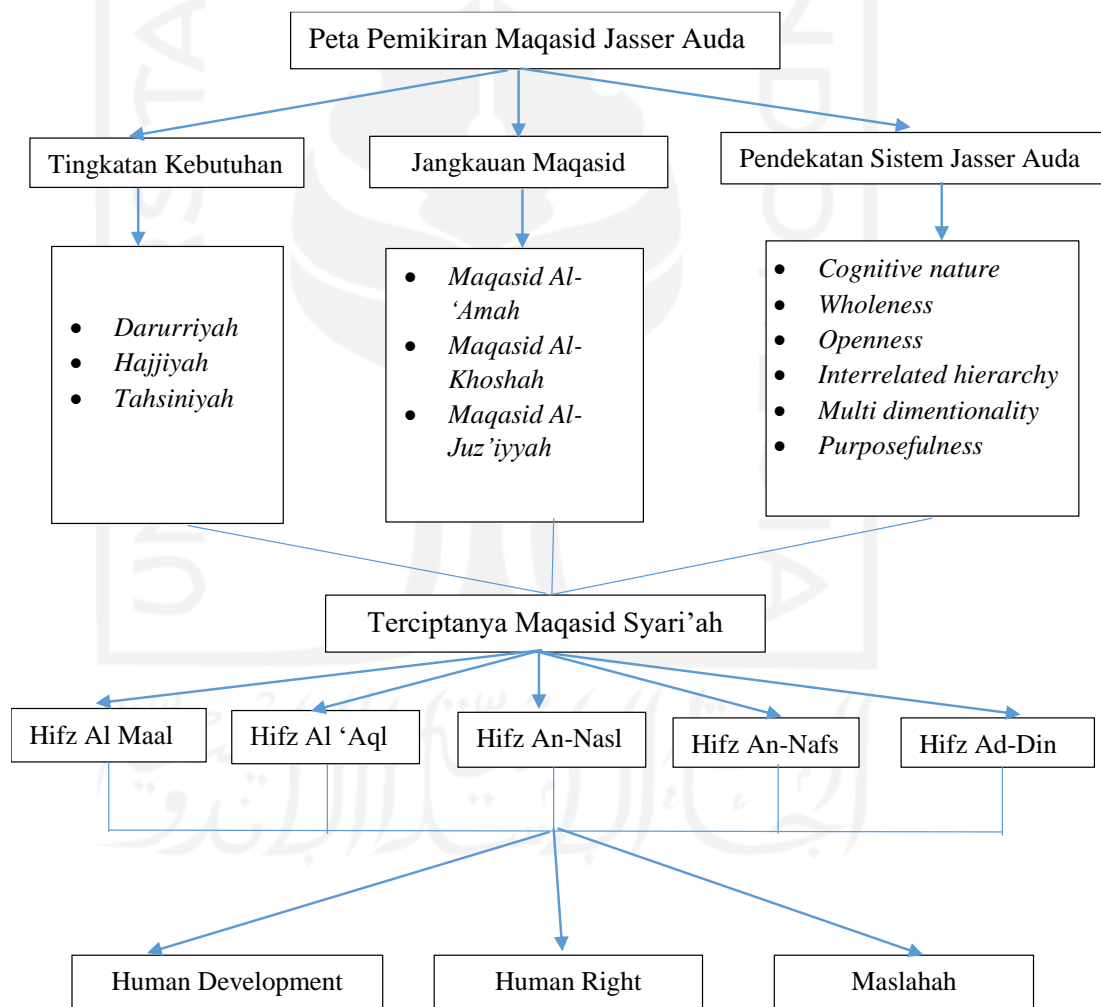 Peta Pemikiran Maqasid Jasser Auda
Tingkatan Kebutuhan
Jangkauan Maqasid
Pendekatan Sistem Jasser Auda
• Darurriyah
• Hajjiyah
• Tahsiniyah
• Maqasid Al-
‘Amah
• Maqasid Al-
Khoshah
• Maqasid Al-
Juz’iyyah
• Cognitive nature
• Wholeness
• Openness
• Interrelated hierarchy
• Multi dimentionality
• Purposefulness
Terciptanya Maqasid Syari’ah
Hifz Al Maal
Hifz Al ‘Aql
Hifz An-Nasl
Hifz An-Nafs
Hifz Ad-Din
Human Development
Human Right
Maslahah